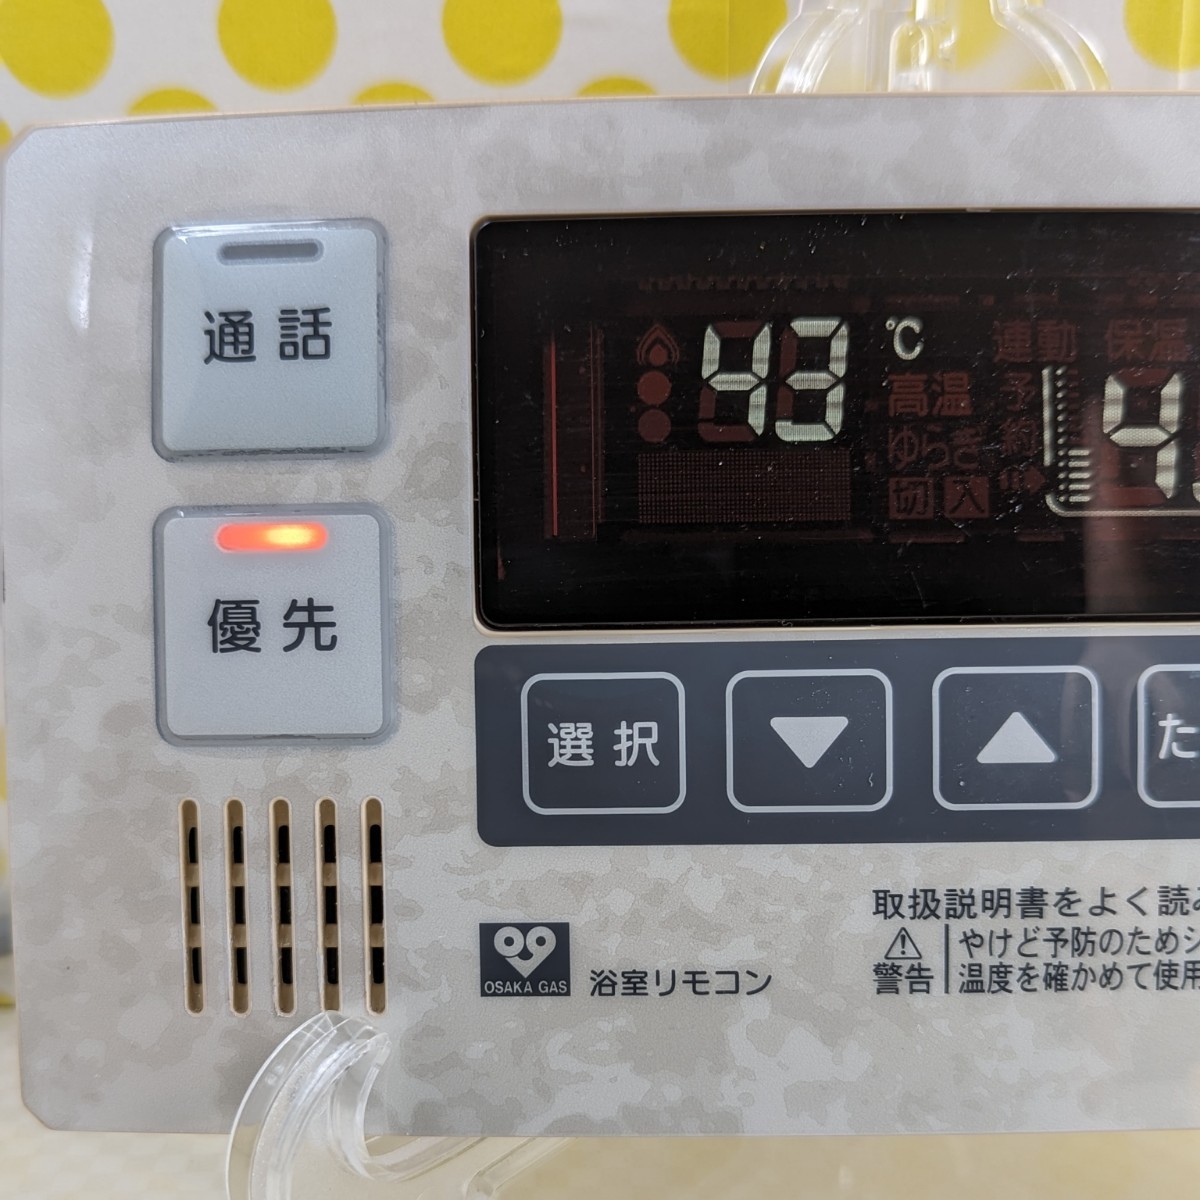 通話
43 ℃ 連動 保温
高温 予約
ゆらぎ
切 入
優先
選択 ▼ ▲ た
取扱説明書をよく読み
⚠ やけど予防のためシ
警告 温度を確かめて使用
OSAKA GAS 浴室リモコン